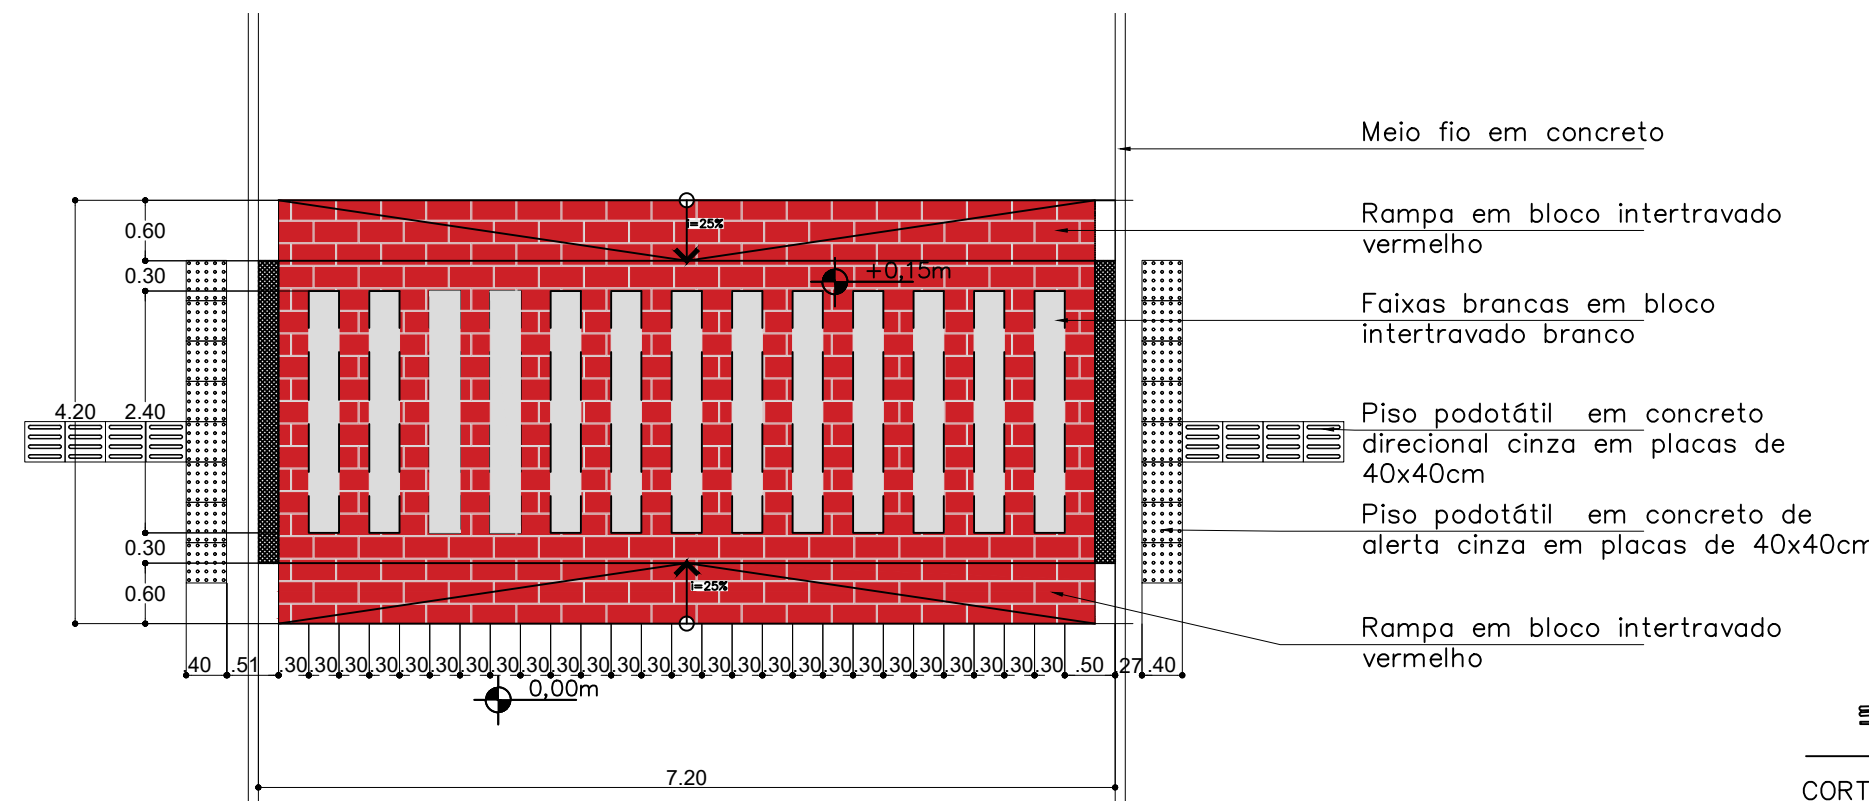 Meio fio em concreto
Rampa em bloco intertravado
vermelho
i=25%
0.60
0.30
+0,15m
Faixas brancas em bloco
intertravado branco
4.20
2.40
Piso podotátil em concreto
direcional cinza em placas de
40x40cm
Piso podotátil em concreto de
alerta cinza em placas de 40x40cm
0.30
0.60
i=25%
Rampa em bloco intertravado
vermelho
.40 .51 .30 .30 .30 .30 .30 .30 .30 .30 .30 .30 .30 .30 .30 .30 .30 .30 .30 .30 .30 .30 .30 .30 .30 .30 .30 .30 .50 .27 .40
0,00m
7.20
CORT